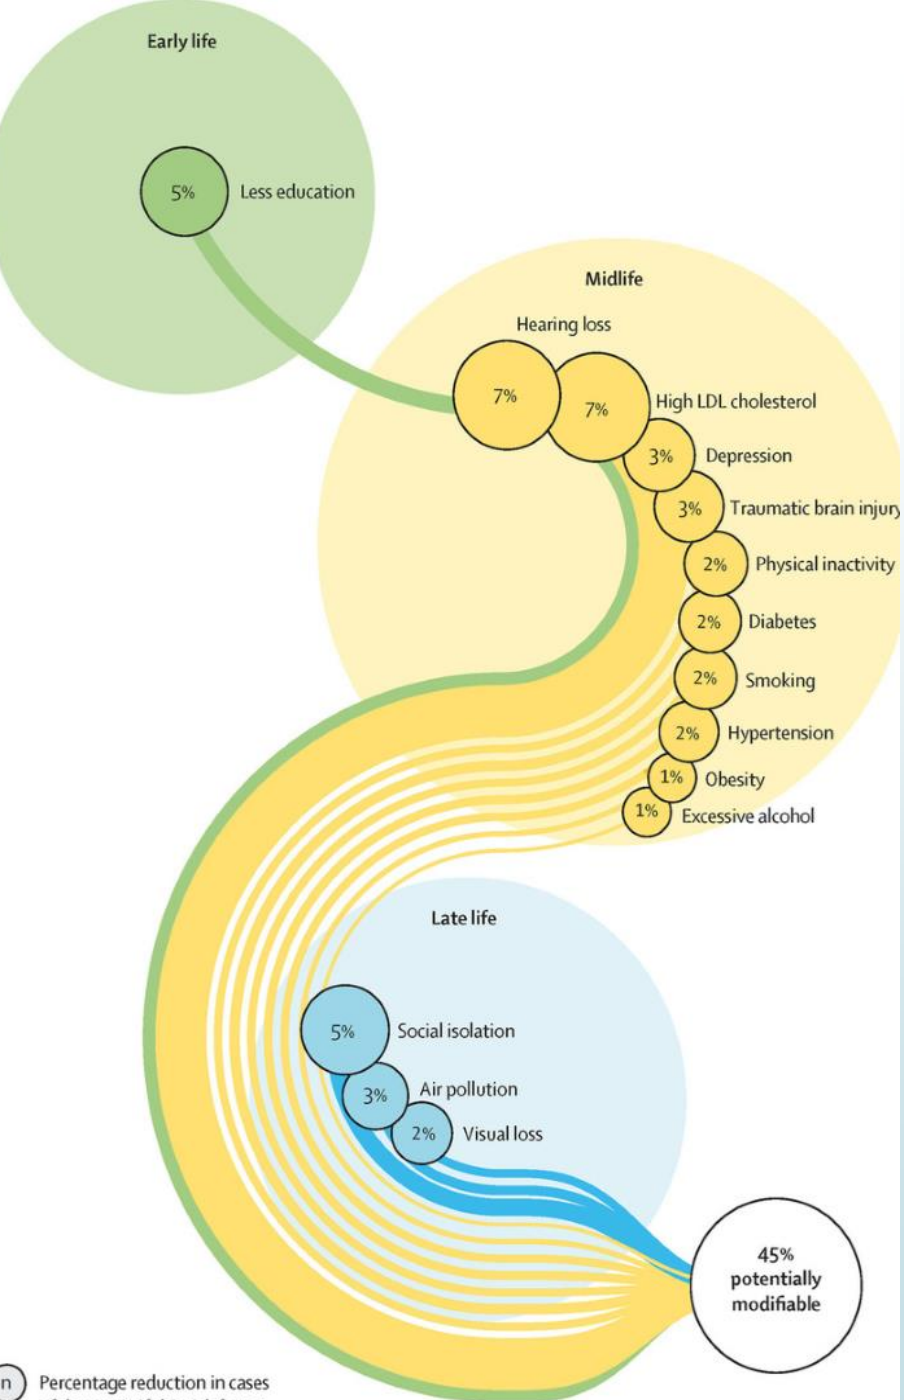 Early life
5%
Less education
Midlife
Hearing loss
7%
7%
High LDL cholesterol
3%
Depression
3%
Traumatic brain injury
2%
Physical inactivity
2%
Diabetes
2%
Smoking
2%
Hypertension
1%
Obesity
1%
Excessive alcohol
Late life
5%
Social isolation
3%
Air pollution
2%
Visual loss
45%
potentially
modifiable
n
Percentage reduction in cases